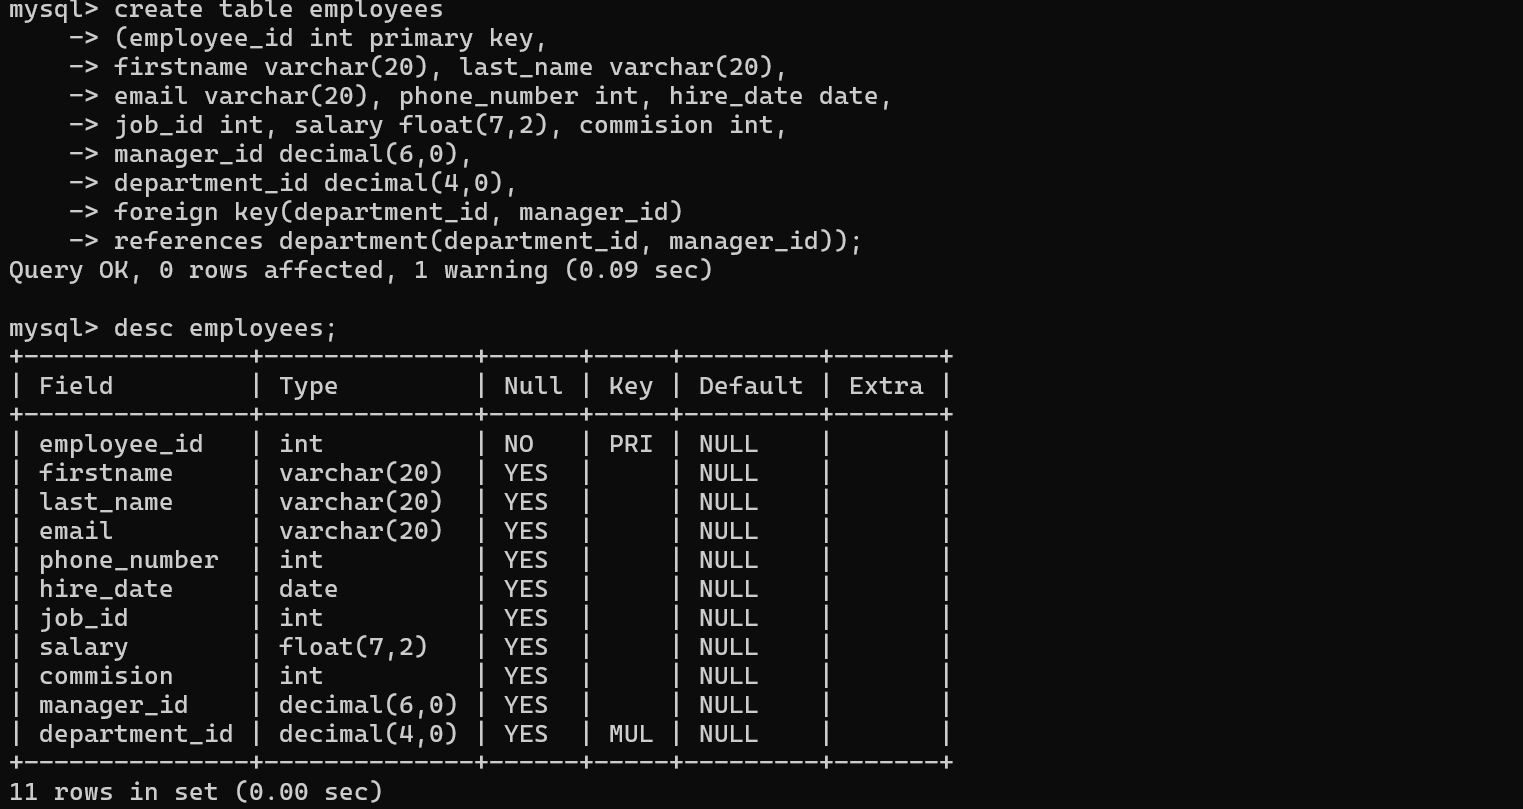 mysql> create table employees
    -> (employee_id int primary key,
    -> firstname varchar(20), last_name varchar(20),
    -> email varchar(20), phone_number int, hire_date date,
    -> job_id int, salary float(7,2), commision int,
    -> manager_id decimal(6,0),
    -> department_id decimal(4,0),
    -> foreign key(department_id, manager_id)
    -> references department(department_id, manager_id));
Query OK, 0 rows affected, 1 warning (0.09 sec)

mysql> desc employees;
+---------------+--------------+------+-----+---------+-------+
| Field         | Type         | Null | Key | Default | Extra |
+---------------+--------------+------+-----+---------+-------+
| employee_id   | int          | NO   | PRI | NULL    |       |
| firstname     | varchar(20)  | YES  |     | NULL    |       |
| last_name     | varchar(20)  | YES  |     | NULL    |       |
| email         | varchar(20)  | YES  |     | NULL    |       |
| phone_number  | int          | YES  |     | NULL    |       |
| hire_date     | date         | YES  |     | NULL    |       |
| job_id        | int          | YES  |     | NULL    |       |
| salary        | float(7,2)   | YES  |     | NULL    |       |
| commision     | int          | YES  |     | NULL    |       |
| manager_id    | decimal(6,0) | YES  |     | NULL    |       |
| department_id | decimal(4,0) | YES  | MUL | NULL    |       |
+---------------+--------------+------+-----+---------+-------+
11 rows in set (0.00 sec)